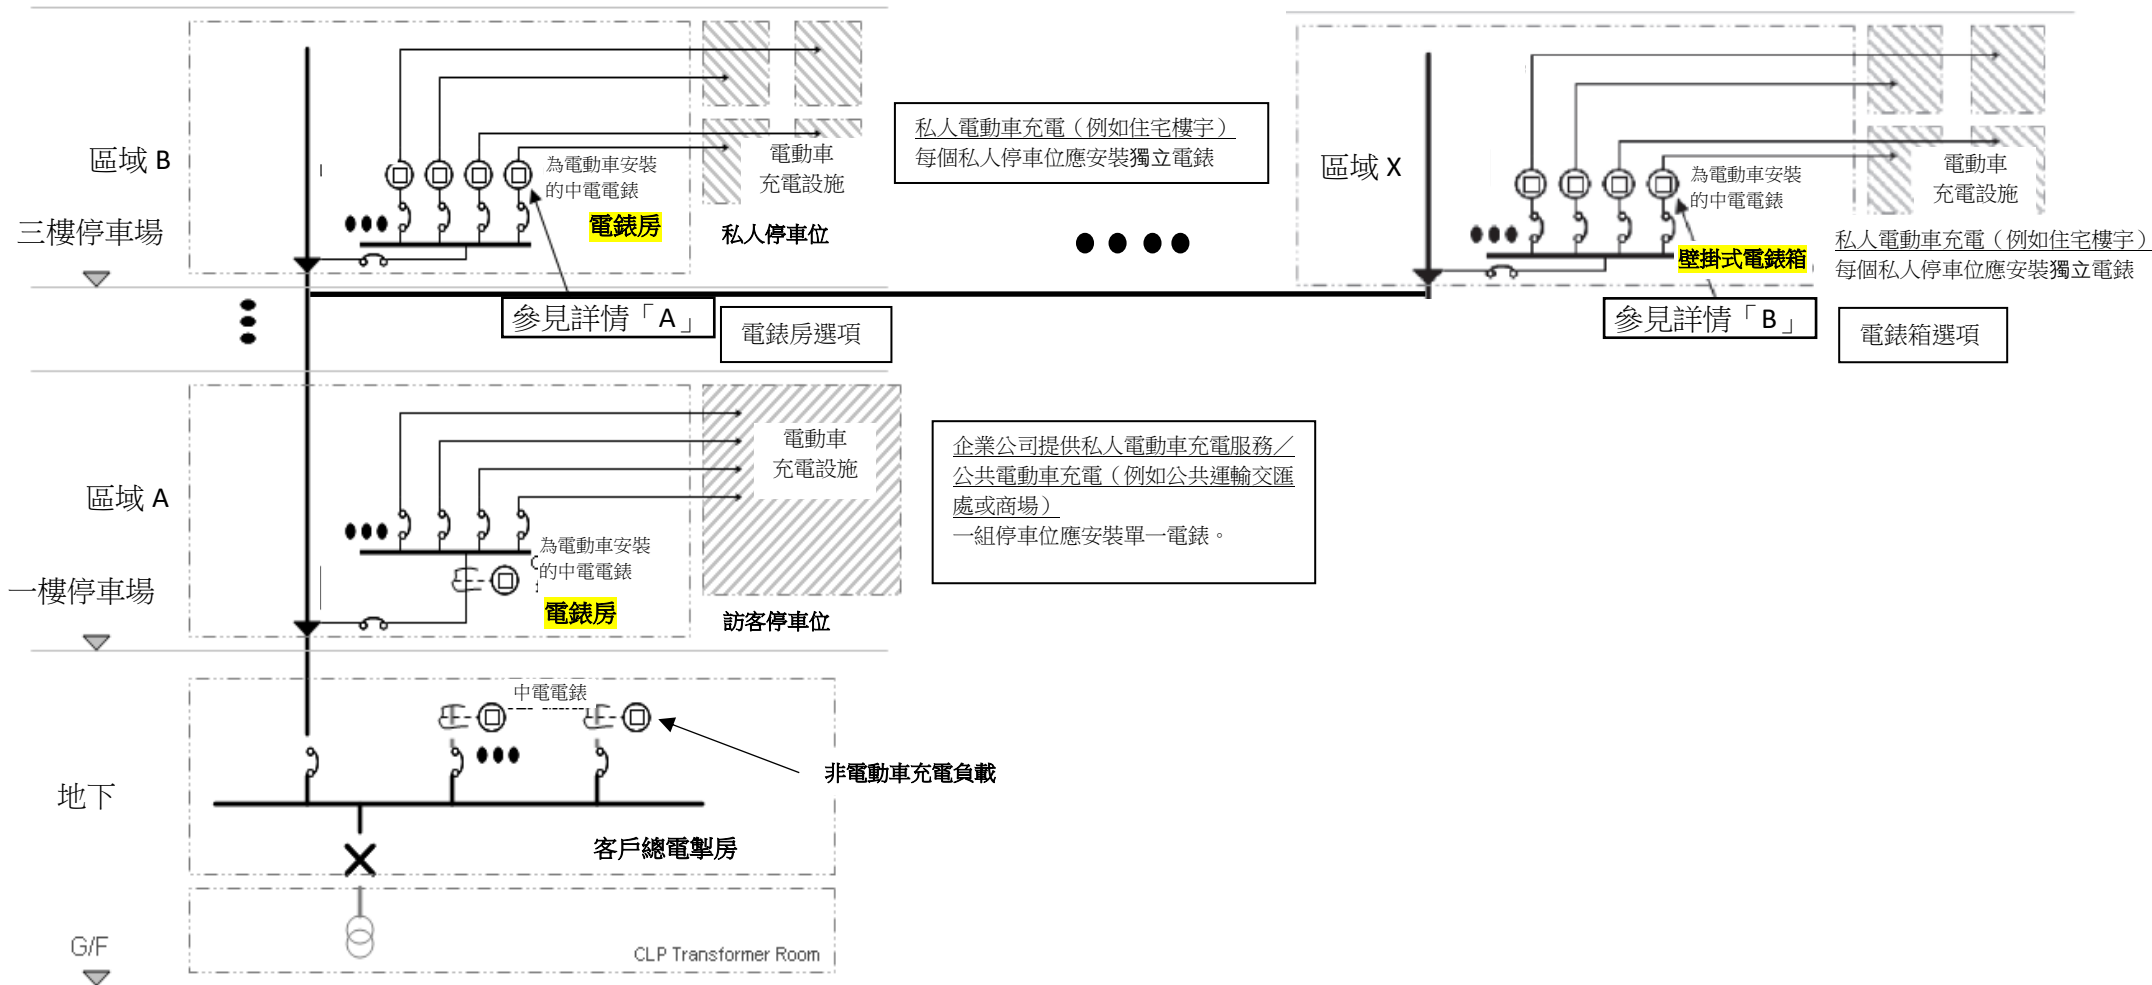 區域 B
三樓停車場
為電動車安裝
的中電電錶
電錶房
電動車
充電設施
私人停車位
私人電動車充電（例如住宅樓宇）
每個私人停車位應安裝獨立電錶
參見詳情「A」
電錶房選項
區域 X
為電動車安裝
的中電電錶
壁掛式電錶箱
電動車
充電設施
私人電動車充電（例如住宅樓宇）
每個私人停車位應安裝獨立電錶
參見詳情「B」
電錶箱選項
區域 A
一樓停車場
為電動車安裝
的中電電錶
電錶房
電動車
充電設施
訪客停車位
企業公司提供私人電動車充電服務／
公共電動車充電（例如公共運輸交匯
處或商場）
一組停車位應安裝單一電錶。
中電電錶
非電動車充電負載
地下
客戶總電掣房
G/F
CLP Transformer Room